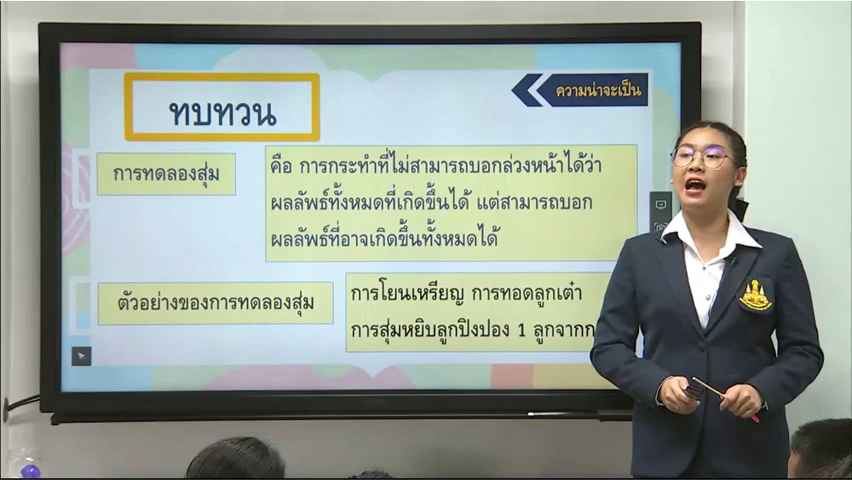 ความน่าจะเป็น
ทบทวน
การทดลองสุ่ม
คือ การกระทำที่ไม่สามารถบอกล่วงหน้าได้ว่า
ผลลัพธ์ทั้งหมดที่เกิดขึ้นได้ แต่สามารถบอก
ผลลัพธ์ที่อาจเกิดขึ้นทั้งหมดได้
ตัวอย่างของการทดลองสุ่ม
การโยนเหรียญ การทอดลูกเต๋า
การสุ่มหยิบลูกปิงปอง 1 ลูกจาก